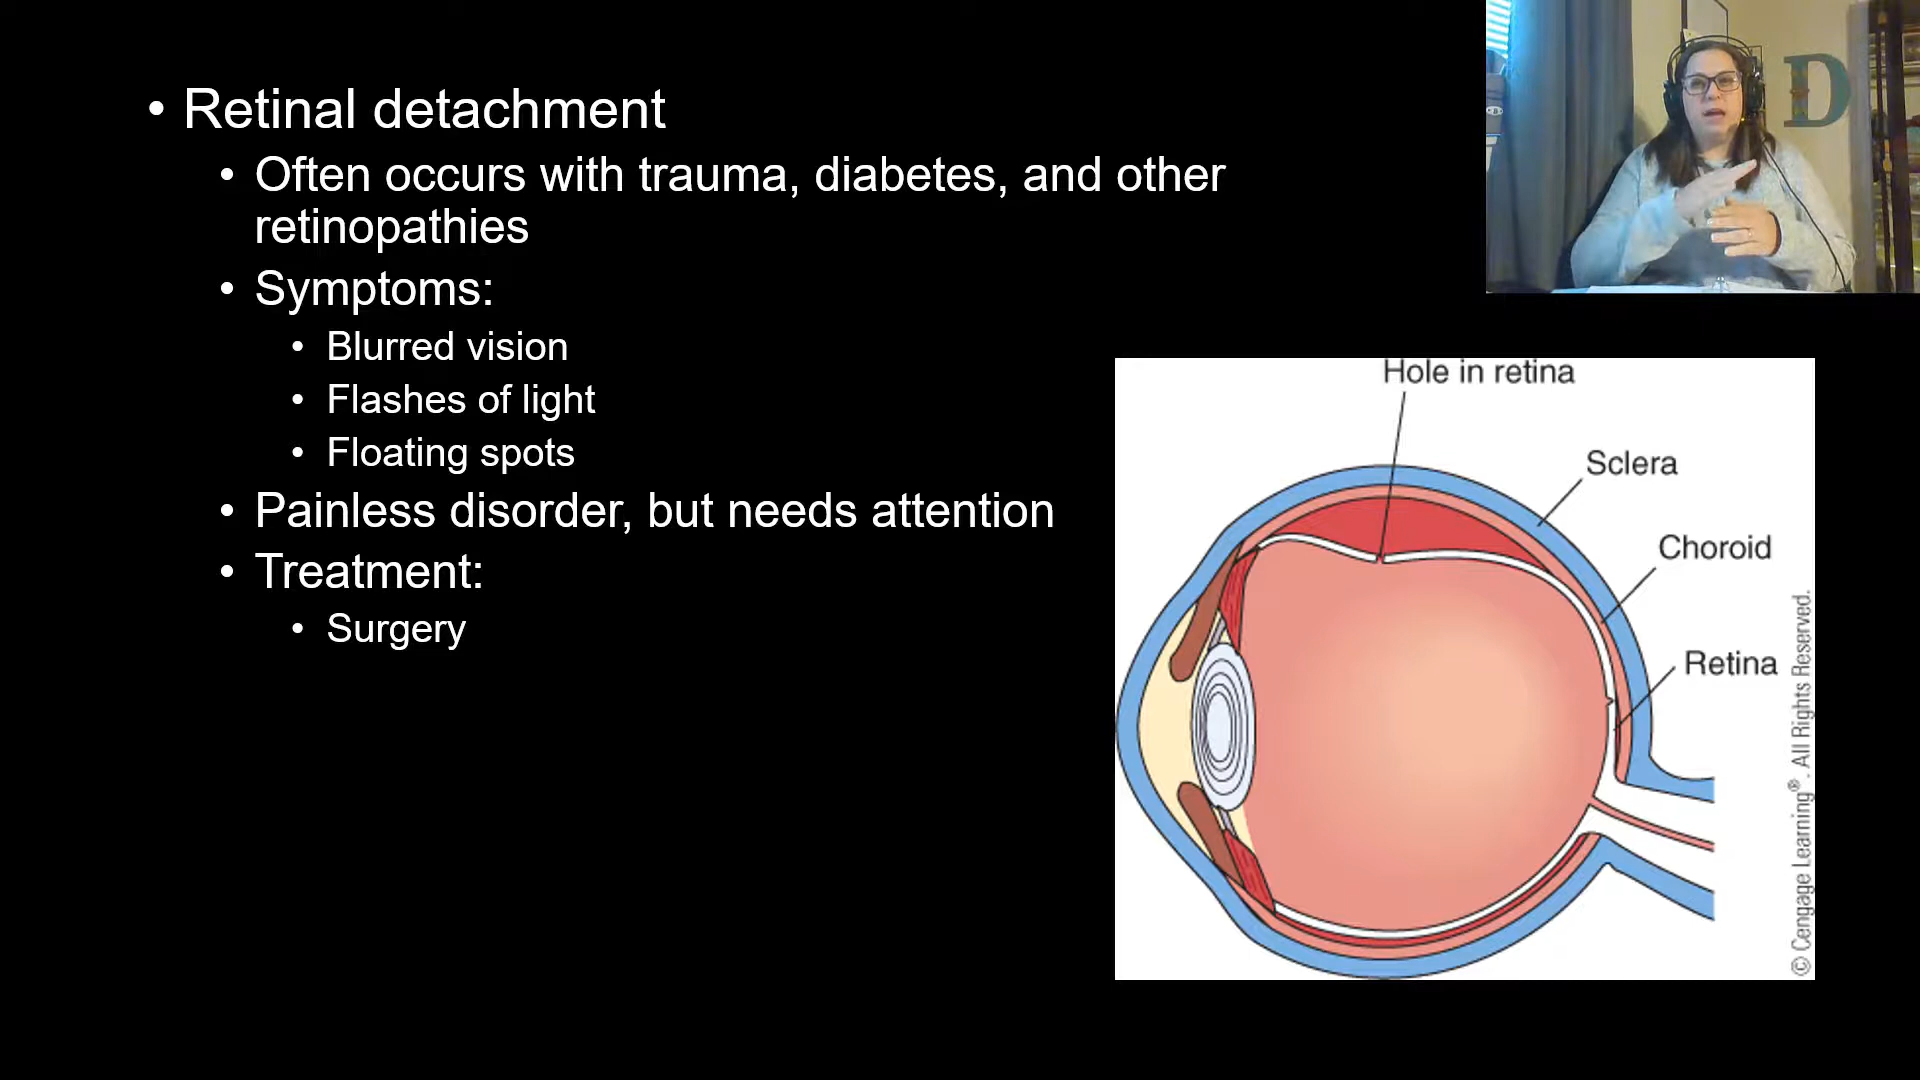 • Retinal detachment
• Often occurs with trauma, diabetes, and other
retinopathies
• Symptoms:
• Blurred vision
• Flashes of light
• Floating spots
• Painless disorder, but needs attention
• Treatment:
• Surgery
D
Hole in retina
Sclera
Choroid
Retina
© Cengage Learning®. All Rights Reserved.